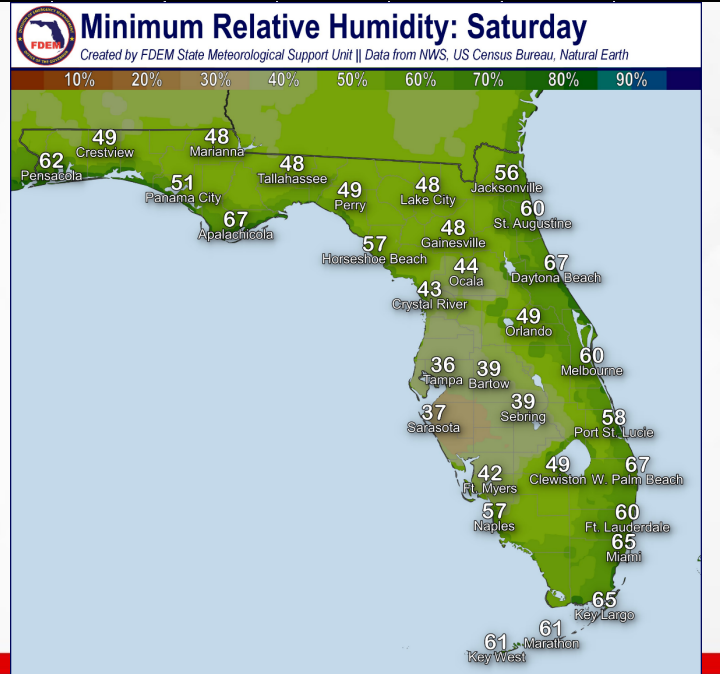 Minimum Relative Humidity: Saturday
Created by FDEM State Meteorological Support Unit || Data from NWS, US Census Bureau, Natural Earth
FDEM
10% 20% 30% 40% 50% 60% 70% 80% 90%
49
Crestview
48
Marianna
62
Pensacola
48
Tallahassee
51
Panama City
49
Perry
48
Lake City
56
Jacksonville
67
Apalachicola
60
St. Augustine
48
Gainesville
57
Horseshoe Beach
44
Ocala
67
Daytona Beach
43
Crystal River
49
Orlando
36
Tampa
39
Bartow
60
Melbourne
37
Sarasota
39
Sebring
58
Port St. Lucie
42
Ft. Myers
49
Clewiston
67
W. Palm Beach
57
Naples
60
Ft. Lauderdale
65
Miami
65
Key Largo
61
Marathon
61
Key West